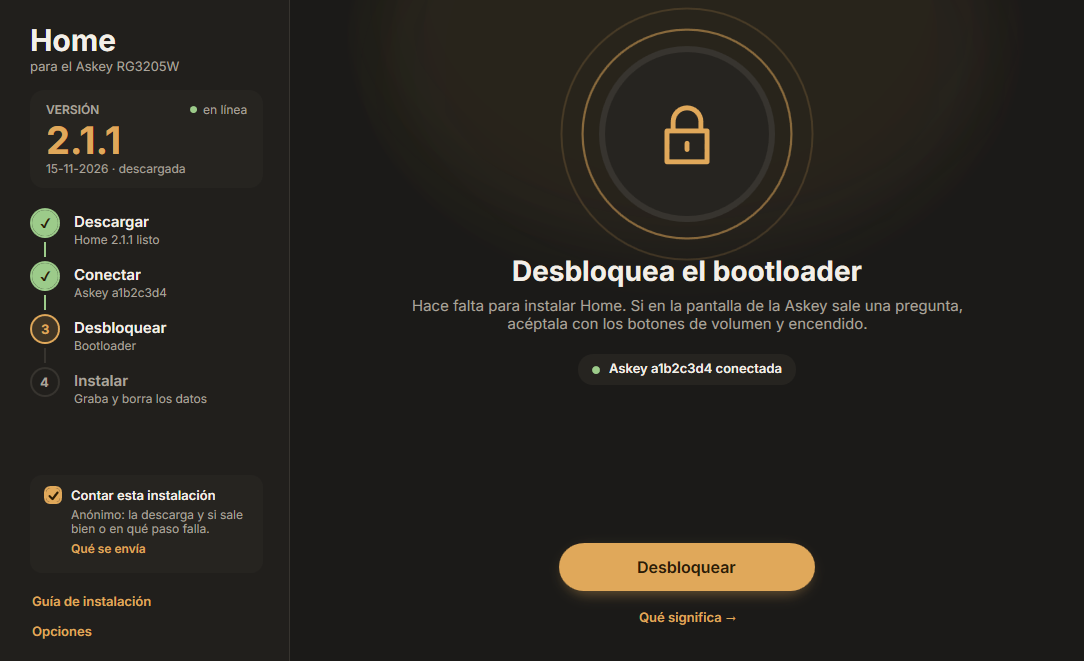 Home
para el Askey RG3205W
VERSIÓN
en línea
2.1.1
15-11-2026 · descargada
Descargar
Home 2.1.1 listo
Conectar
Askey a1b2c3d4
3
Desbloquear
Bootloader
4
Instalar
Graba y borra los datos
Contar esta instalación
Anónimo: la descarga y si sale
bien o en qué paso falla.
Qué se envía
Guía de instalación
Opciones
Desbloquea el bootloader
Hace falta para instalar Home. Si en la pantalla de la Askey sale una pregunta,
acéptala con los botones de volumen y encendido.
Askey a1b2c3d4 conectada
Desbloquear
Qué significa →